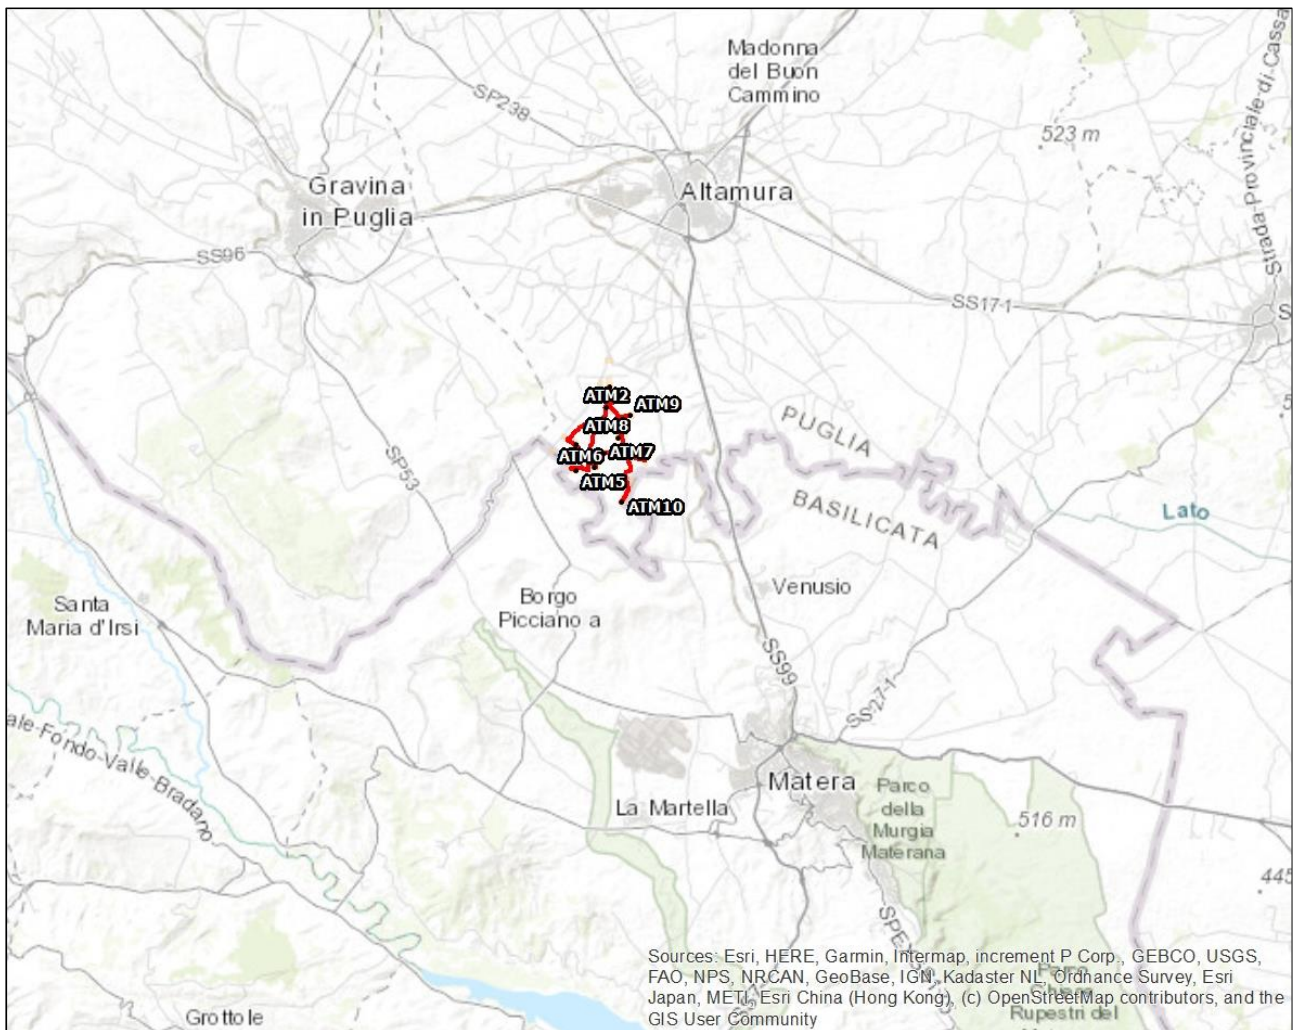 Madonna
del Buon
Cammino
SP238
523 m
Strada-Provinciale-di-Cassa
Gravina
in Puglia
Altamura
SS96
SS171
S
ATM2
ATM9
ATM8
ATM6
ATM7
ATM5
ATM10
SP53
PUGLIA
BASILICATA
Lato
Santa
Maria d'Irsi
Borgo
Picciano a
Venusio
SS99
SS271
ale-Fondo-Valle-Bradano
Matera
La Martella
Parco
della
Murgia
Materana
516 m
445
Grottole
Rupestri del
Sources: Esri, HERE, Garmin, Intermap, increment P Corp., GEBCO, USGS,
FAO, NPS, NRCAN, GeoBase, IGN, Kadaster NL, Ordnance Survey, Esri
Japan, METI, Esri China (Hong Kong), (c) OpenStreetMap contributors, and the
GIS User Community